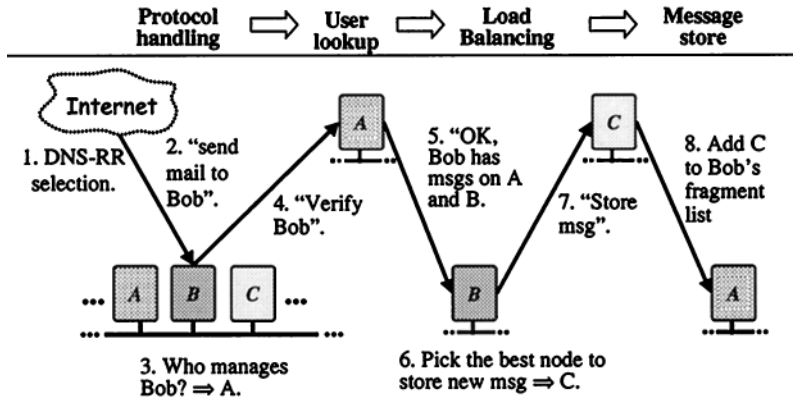 Protocol handling
User lookup
Load Balancing
Message store
Internet
1. DNS-RR
selection.
2. “send
mail to
Bob”.
4. “Verify
Bob”.
A
5. “OK,
Bob has
msgs on A
and B.
7. “Store
msg”.
C
8. Add C
to Bob’s
fragment
list
... A B C ...
B
A
3. Who manages
Bob? ⇒ A.
6. Pick the best node to
store new msg ⇒ C.